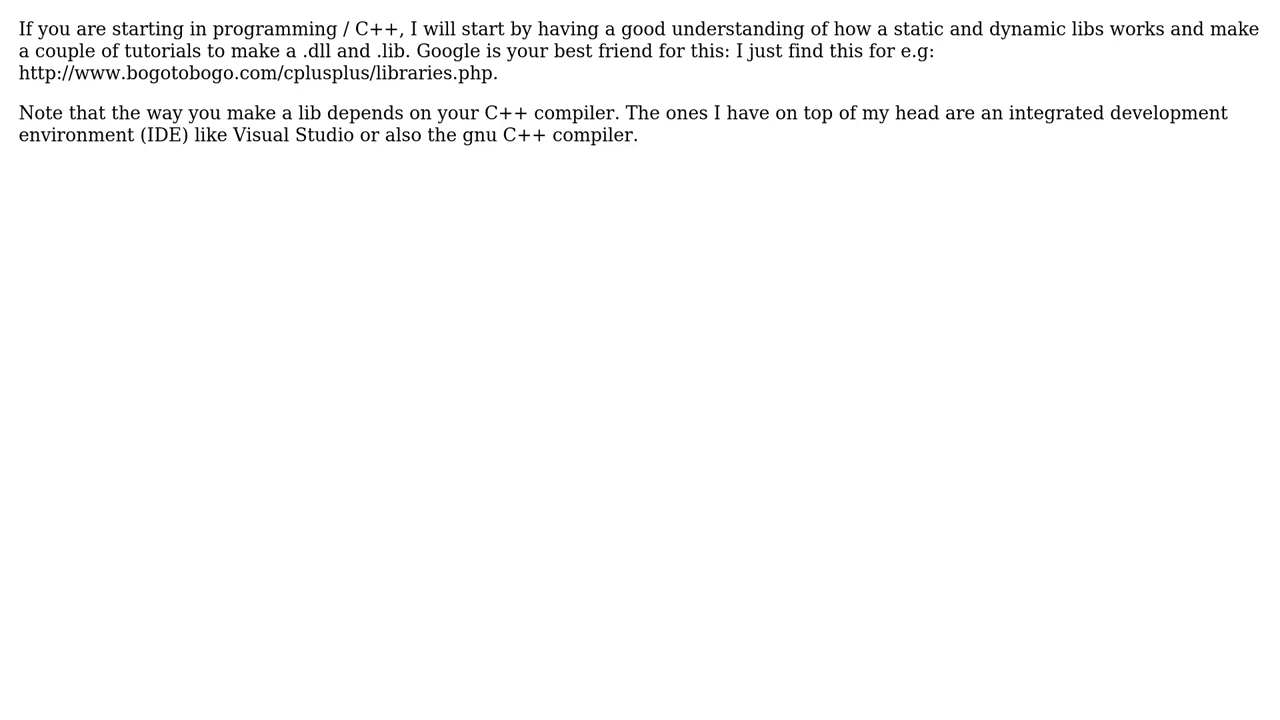 If you are starting in programming / C++, I will start by having a good understanding of how a static and dynamic libs works and make
a couple of tutorials to make a .dll and .lib. Google is your best friend for this: I just find this for e.g:
http://www.bogotobogo.com/cplusplus/libraries.php.
Note that the way you make a lib depends on your C++ compiler. The ones I have on top of my head are an integrated development
environment (IDE) like Visual Studio or also the gnu C++ compiler.